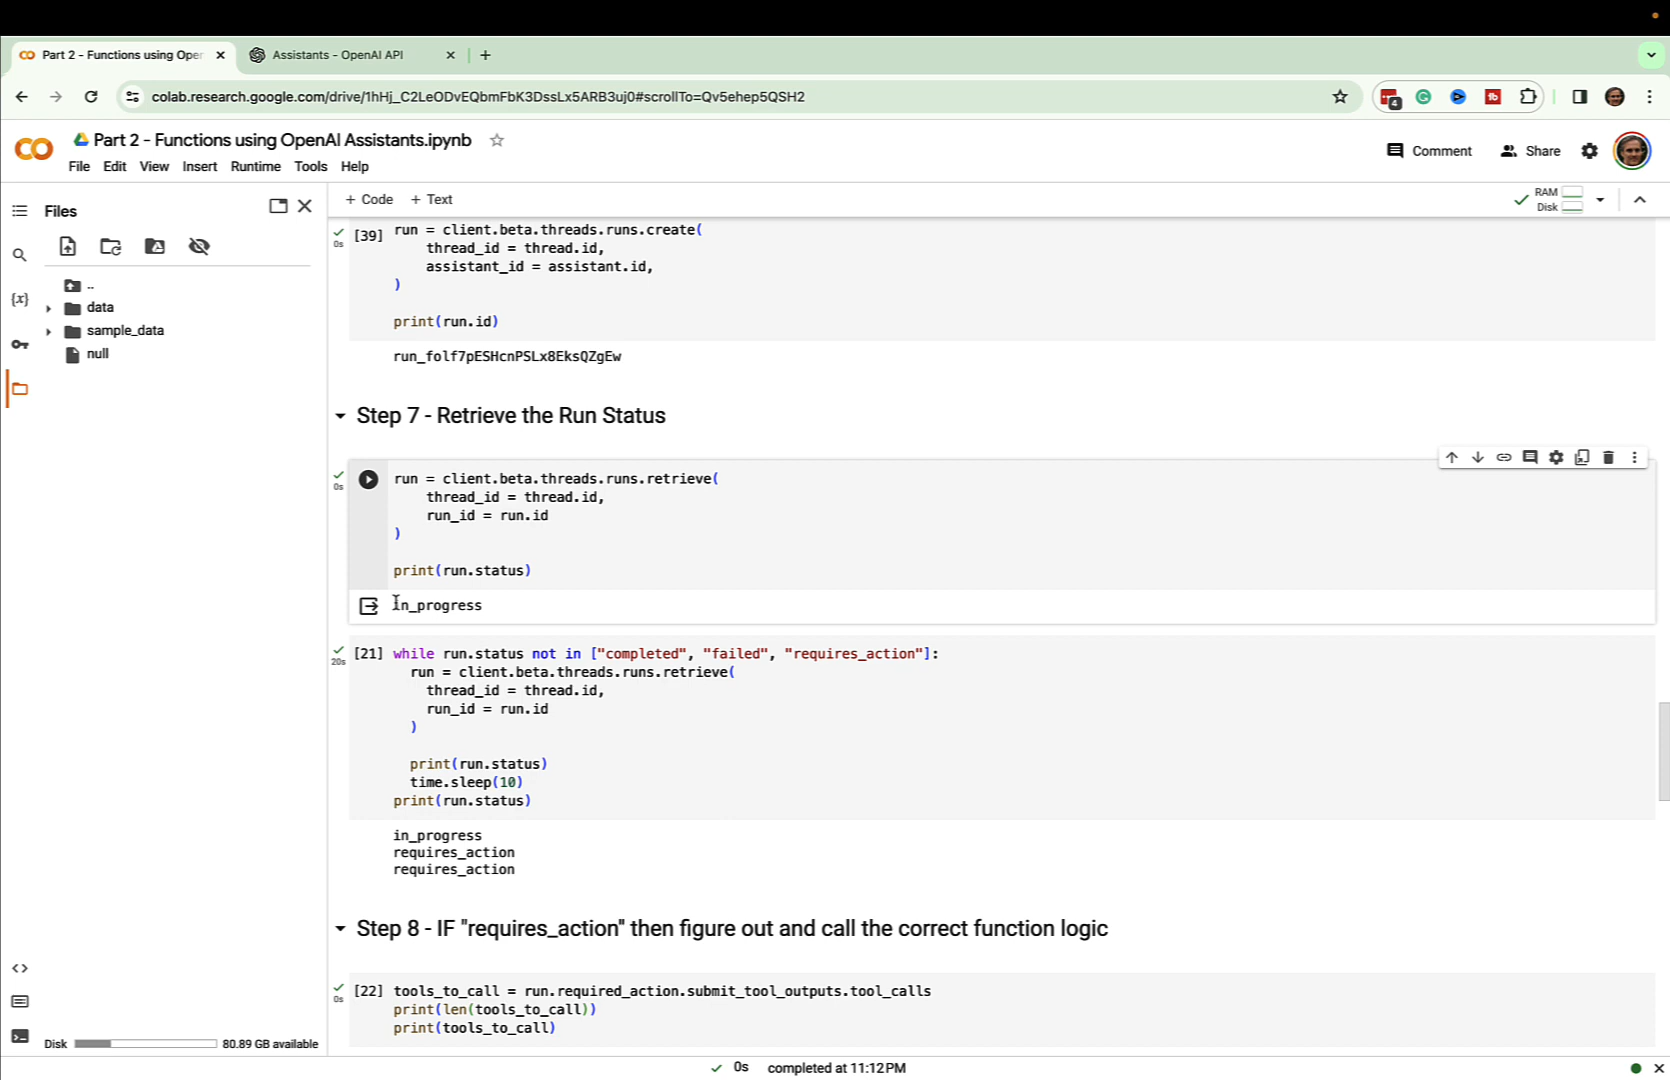 Part 2 - Functions using Oper
Assistants - OpenAI API
colab.research.google.com/drive/1hHj_C2LeODvEQbmFbK3DssLx5ARB3uj0#scrollTo=Qv5ehep5QSH2
4
Part 2 - Functions using OpenAI Assistants.ipynb
Comment
Share
File Edit View Insert Runtime Tools Help
Files
+ Code + Text
RAM
Disk
..
data
sample_data
null
{x}
0s
[39] run = client.beta.threads.runs.create(
thread_id = thread.id,
assistant_id = assistant.id,
)
print(run.id)
run_folf7pESHcnPSLx8EksQZgEw
Step 7 - Retrieve the Run Status
0s
run = client.beta.threads.runs.retrieve(
thread_id = thread.id,
run_id = run.id
)
print(run.status)
in_progress
20s
[21] while run.status not in ["completed", "failed", "requires_action"]:
run = client.beta.threads.runs.retrieve(
thread_id = thread.id,
run_id = run.id
)
print(run.status)
time.sleep(10)
print(run.status)
in_progress
requires_action
requires_action
Step 8 - IF "requires_action" then figure out and call the correct function logic
0s
[22] tools_to_call = run.required_action.submit_tool_outputs.tool_calls
print(len(tools_to_call))
print(tools_to_call)
Disk 80.89 GB available
0s completed at 11:12 PM